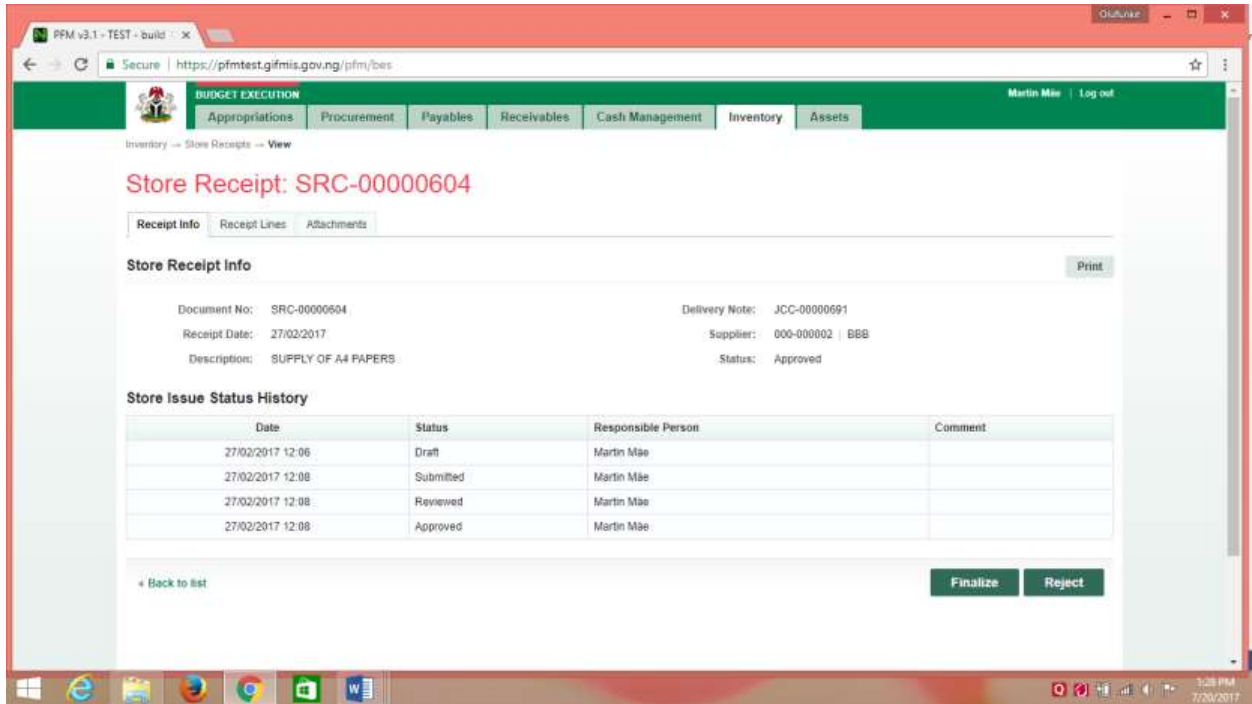 Olufunke
PFM v3.1 - TEST - build
Secure | https://pfmtest.gifmis.gov.ng/pfm/bes
BUDGET EXECUTION
Martin Mäe | Log out
Appropriations Procurement Payables Receivables Cash Management Inventory Assets
Inventory → Store Receipts → View
Store Receipt: SRC-00000604
Receipt Info Receipt Lines Attachments
Store Receipt Info
Print
Document No: SRC-00000604 Delivery Note: JCC-00000691
Receipt Date: 27/02/2017 Supplier: 000-000002 | BBB
Description: SUPPLY OF A4 PAPERS Status: Approved
Store Issue Status History
Date Status Responsible Person Comment
27/02/2017 12:06 Draft Martin Mäe
27/02/2017 12:08 Submitted Martin Mäe
27/02/2017 12:08 Reviewed Martin Mäe
27/02/2017 12:08 Approved Martin Mäe
« Back to list Finalize Reject
1:28 PM
7/20/2017